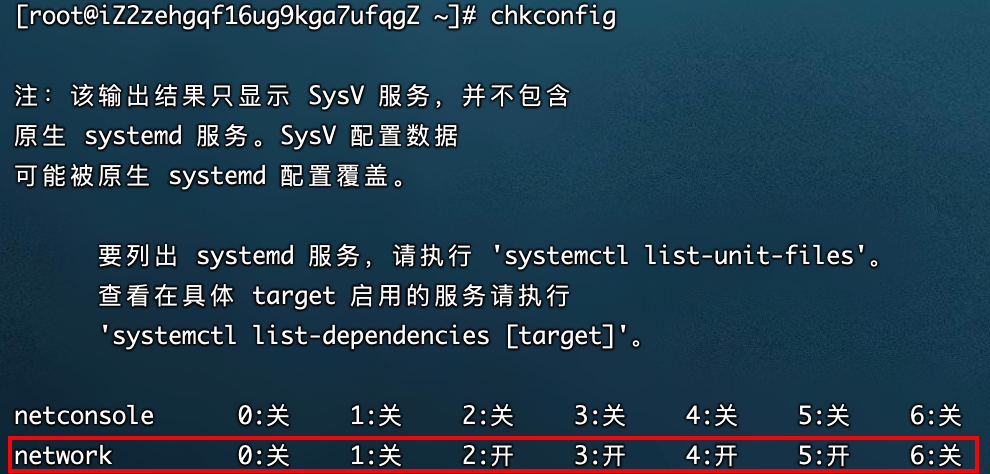 [root@iZ2zehgqf16ug9kga7ufqgZ ~]# chkconfig
注：该输出结果只显示 SysV 服务，并不包含
原生 systemd 服务。SysV 配置数据
可能被原生 systemd 配置覆盖。
要列出 systemd 服务，请执行 'systemctl list-unit-files'。
查看在具体 target 启用的服务请执行
'systemctl list-dependencies [target]'。
netconsole 0:关 1:关 2:关 3:关 4:关 5:关 6:关
network 0:关 1:关 2:开 3:开 4:开 5:开 6:关